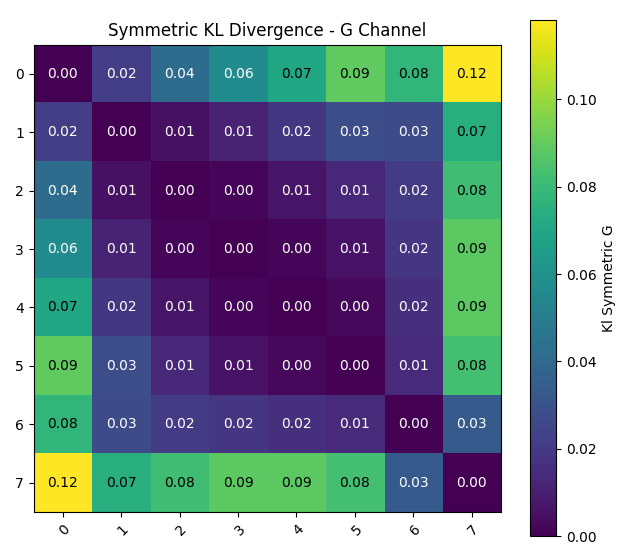 Symmetric KL Divergence - G Channel
0 0.00 0.02 0.04 0.06 0.07 0.09 0.08 0.12
1 0.02 0.00 0.01 0.01 0.02 0.03 0.03 0.07
2 0.04 0.01 0.00 0.00 0.01 0.01 0.02 0.08
3 0.06 0.01 0.00 0.00 0.00 0.01 0.02 0.09
4 0.07 0.02 0.01 0.00 0.00 0.00 0.02 0.09
5 0.09 0.03 0.01 0.01 0.00 0.00 0.01 0.08
6 0.08 0.03 0.02 0.02 0.02 0.01 0.00 0.03
7 0.12 0.07 0.08 0.09 0.09 0.08 0.03 0.00
0 1 2 3 4 5 6 7
0.10
0.08
0.06
0.04
0.02
0.00
Kl Symmetric G